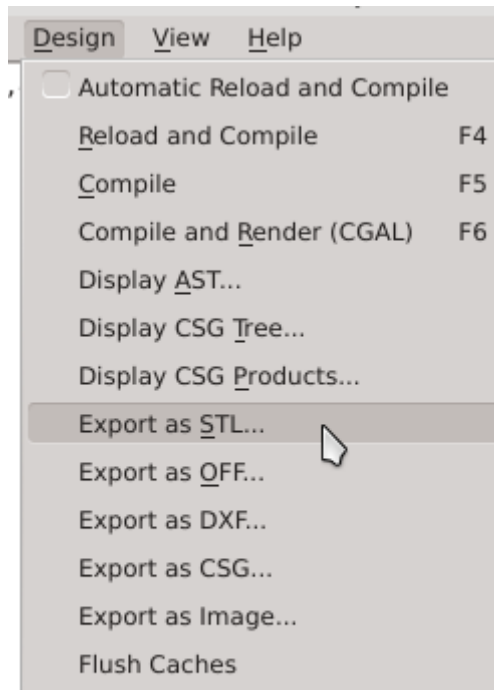 Design View Help
Automatic Reload and Compile
Reload and Compile F4
Compile F5
Compile and Render (CGAL) F6
Display AST...
Display CSG Tree...
Display CSG Products...
Export as STL...
Export as OFF...
Export as DXF...
Export as CSG...
Export as Image...
Flush Caches